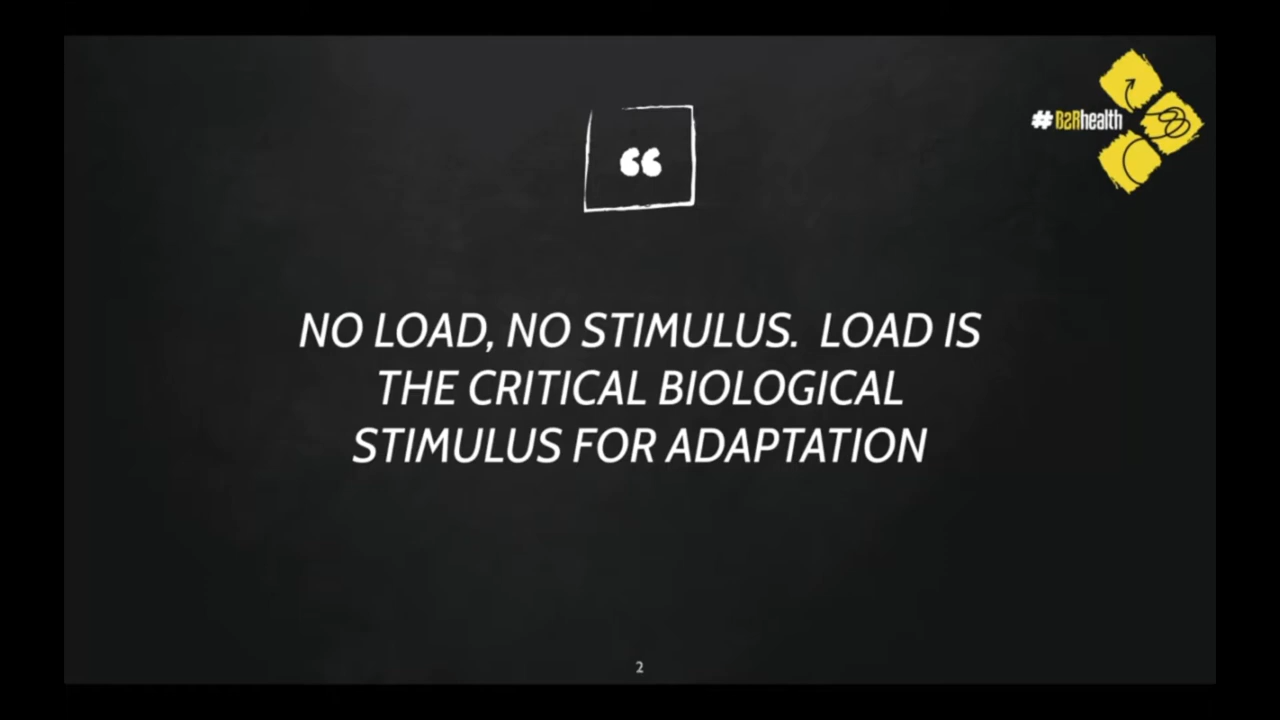 #B2Rhealth
“
NO LOAD, NO STIMULUS. LOAD IS
THE CRITICAL BIOLOGICAL
STIMULUS FOR ADAPTATION
2